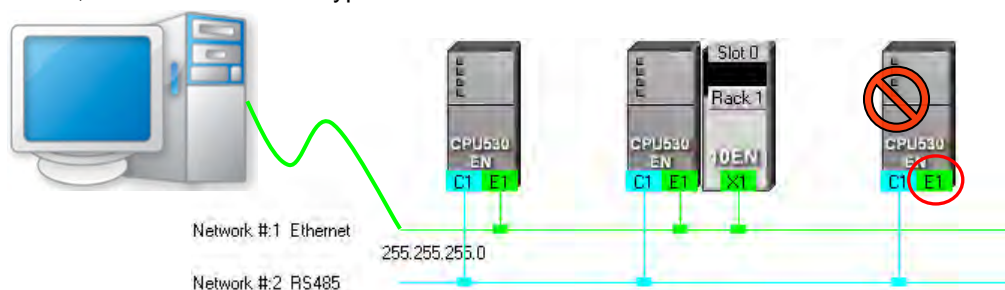 Slot 0
Rack 1
CPU530
EN
C1 E1
CPU530
EN
C1 E1
10EN
X1
CPU530
EN
C1 E1
Network #:1 Ethernet
255.255.255.0
Network #:2 RS485